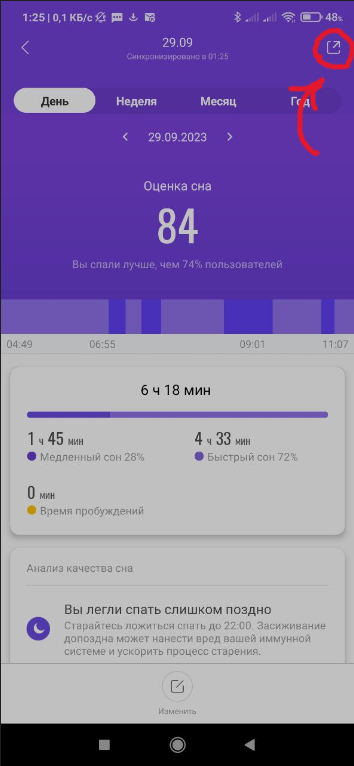 1:25 | 0,1 КБ/с
48%
29.09
Синхронизировано в 01:25
День Неделя Месяц Год
29.09.2023
Оценка сна
84
Вы спали лучше, чем 74% пользователей
04:49 06:55 09:01 11:07
6 ч 18 мин
1 ч 45 мин 4 ч 33 мин
Медленный сон 28% Быстрый сон 72%
0 мин
Время пробуждений
Анализ качества сна
Вы легли спать слишком поздно
Старайтесь ложиться спать до 22:00. Засиживание
допоздна может нанести вред вашей иммунной
системе и ускорить процесс старения.
Изменить